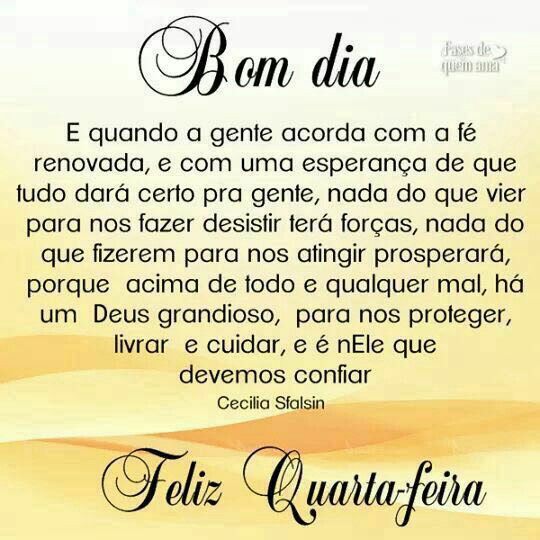 Bom dia
Fases de
quem ama
E quando a gente acorda com a fé
renovada, e com uma esperança de que
tudo dará certo pra gente, nada do que vier
para nos fazer desistir terá forças, nada do
que fizerem para nos atingir prosperará,
porque acima de todo e qualquer mal, há
um Deus grandioso, para nos proteger,
livrar e cuidar, e é nEle que
devemos confiar
Cecilia Sfalsin
Feliz Quarta-feira